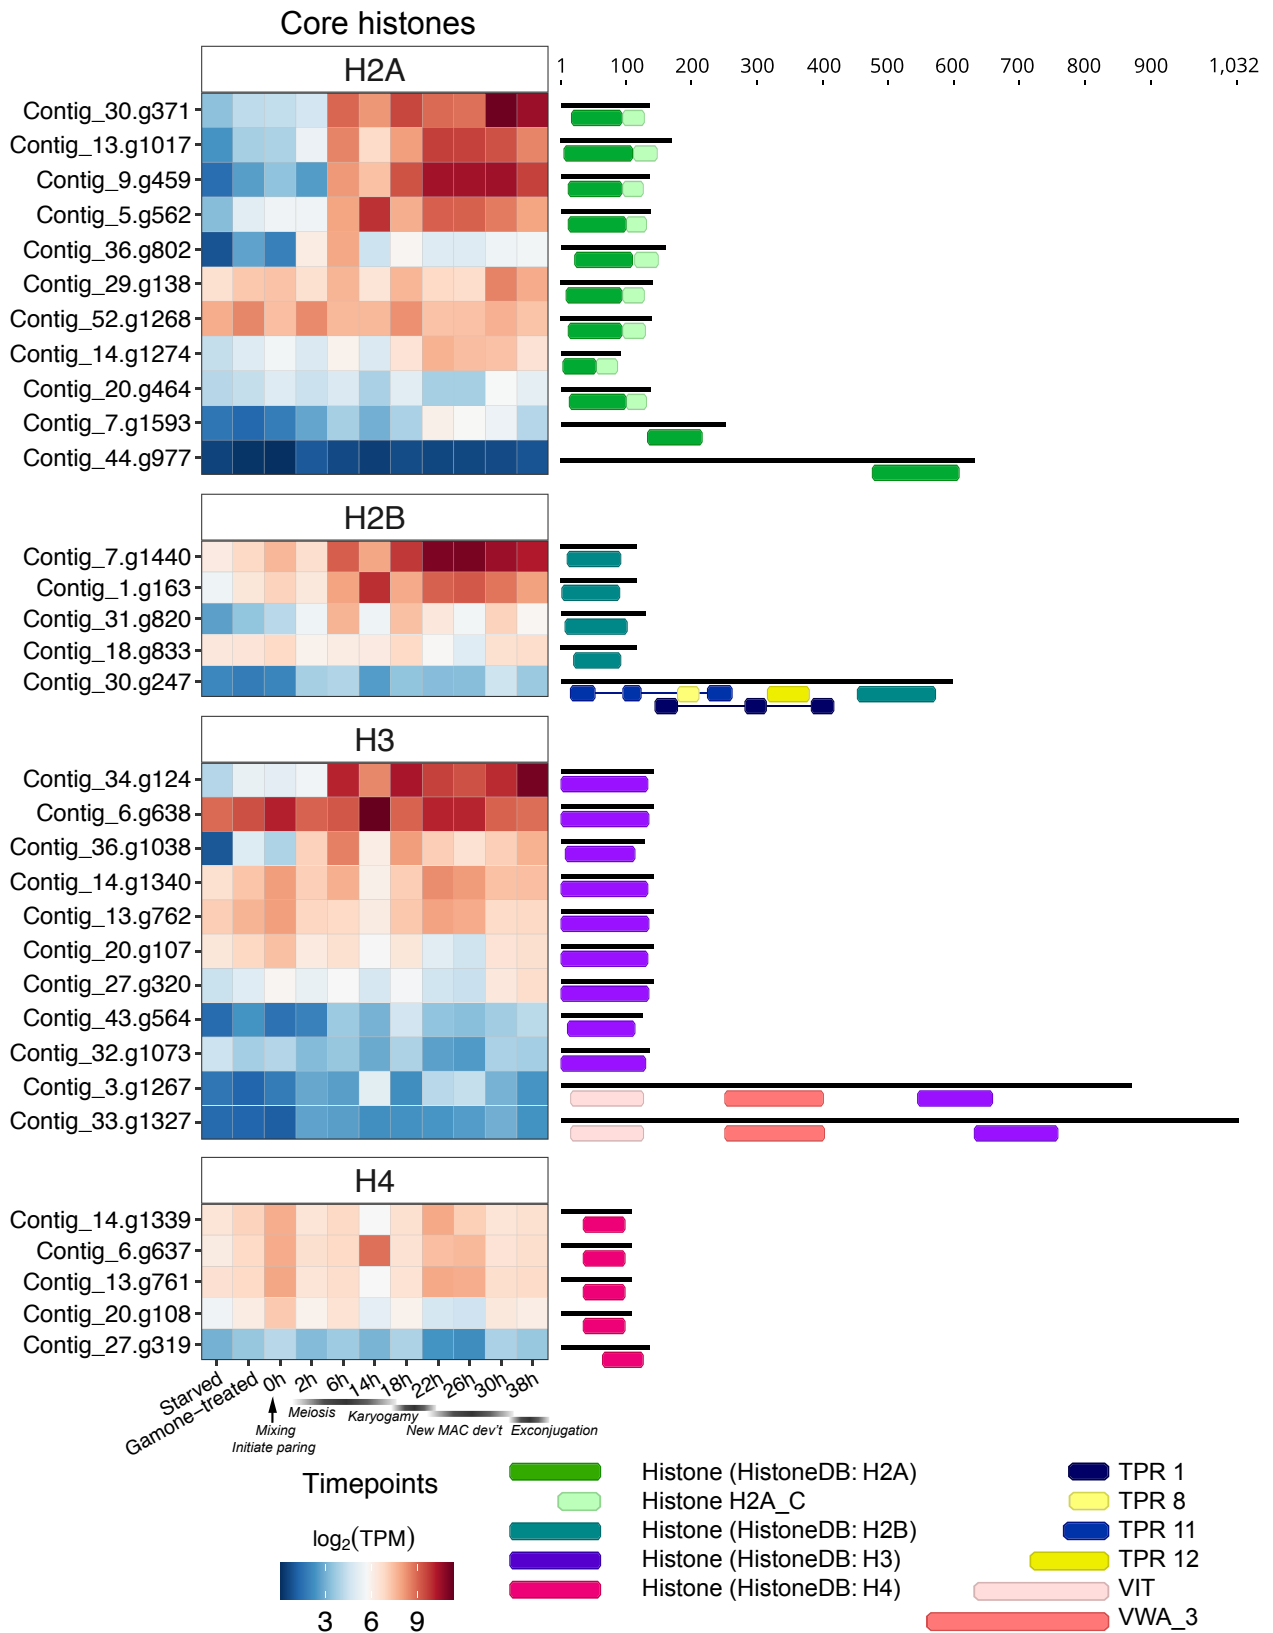 Core histones
H2A
1 100 200 300 400 500 600 700 800 900 1,032
Contig_30.g371
Contig_13.g1017
Contig_9.g459
Contig_5.g562
Contig_36.g802
Contig_29.g138
Contig_52.g1268
Contig_14.g1274
Contig_20.g464
Contig_7.g1593
Contig_44.g977
H2B
Contig_7.g1440
Contig_1.g163
Contig_31.g820
Contig_18.g833
Contig_30.g247
H3
Contig_34.g124
Contig_6.g638
Contig_36.g1038
Contig_14.g1340
Contig_13.g762
Contig_20.g107
Contig_27.g320
Contig_43.g564
Contig_32.g1073
Contig_3.g1267
Contig_33.g1327
H4
Contig_14.g1339
Contig_6.g637
Contig_13.g761
Contig_20.g108
Contig_27.g319
Starved Gamone–treated 0h 2h 6h 14h 18h 22h 26h 30h 38h
Meiosis Karyogamy
Mixing New MAC dev't Exconjugation
Initiate paring
Timepoints
log2(TPM)
3 6 9
Histone (HistoneDB: H2A)
Histone H2A_C
Histone (HistoneDB: H2B)
Histone (HistoneDB: H3)
Histone (HistoneDB: H4)
TPR 1
TPR 8
TPR 11
TPR 12
VIT
VWA_3